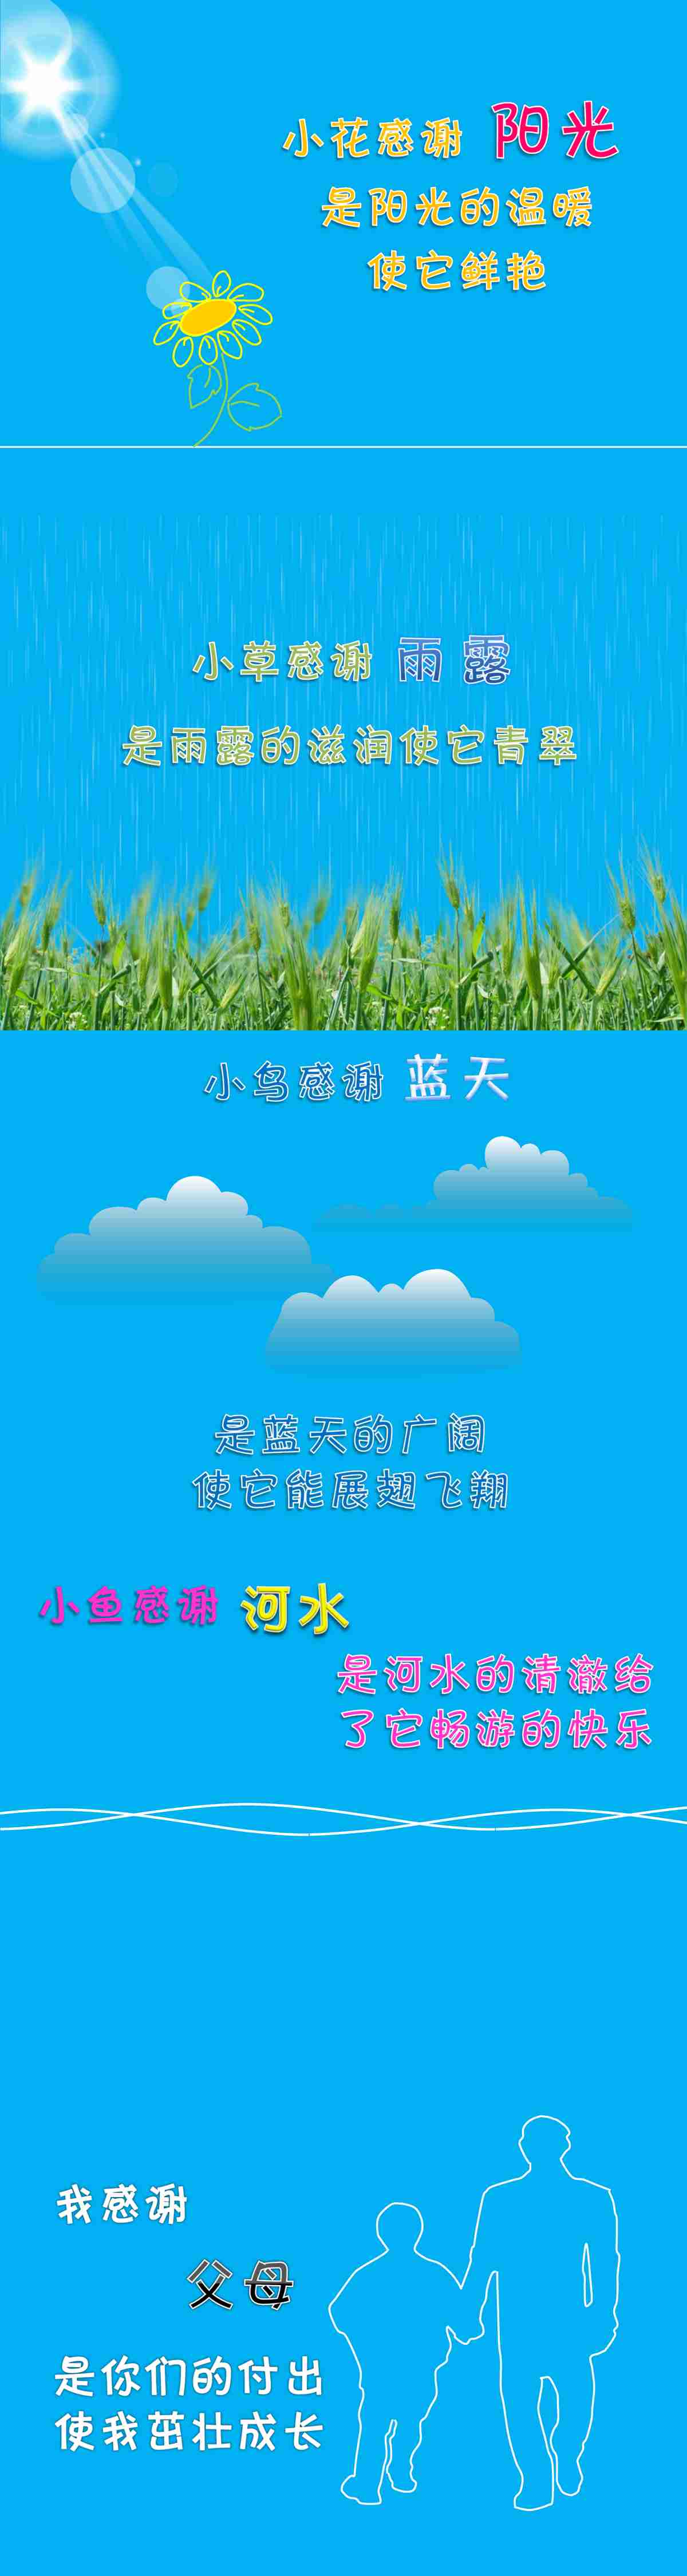 小花感谢 阳光
是阳光的温暖
使它鲜艳
小草感谢 雨露
是雨露的滋润使它青翠
小鸟感谢 蓝天
是蓝天的广阔
使它能展翅飞翔
小鱼感谢 河水
是河水的清澈给
了它畅游的快乐
我感谢
父母
是你们的付出
使我茁壮成长